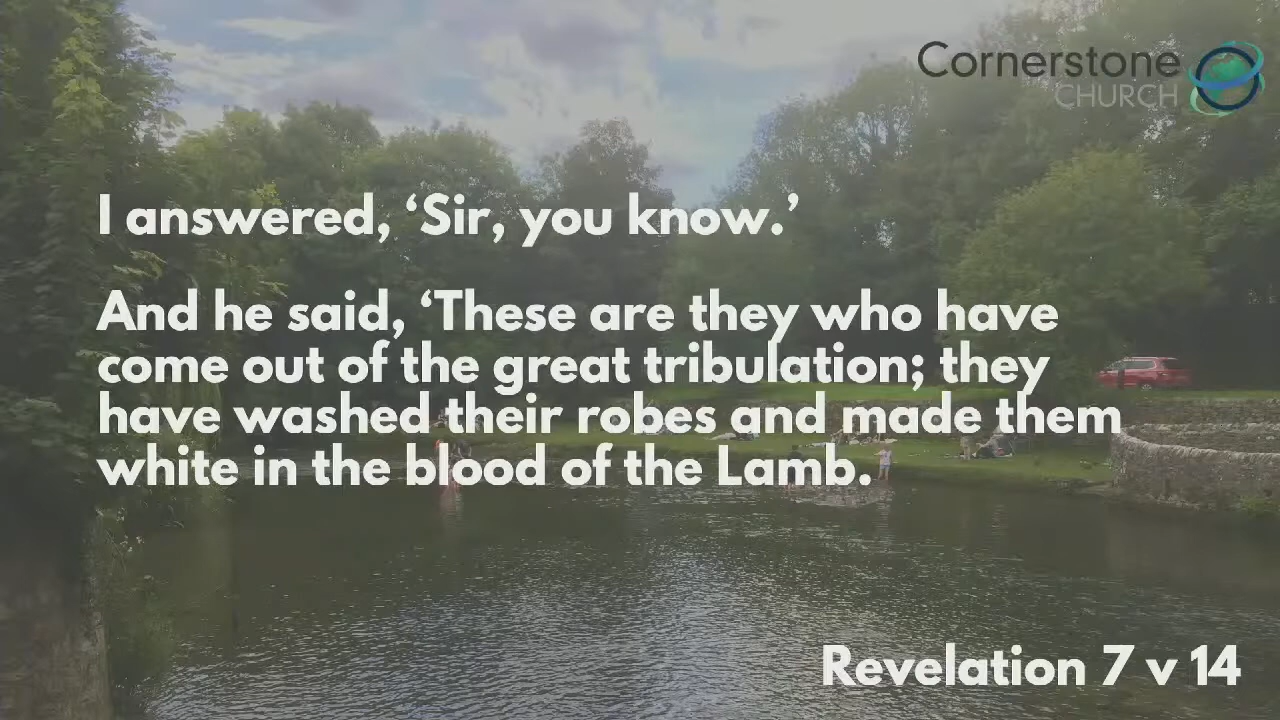 Cornerstone
CHURCH
I answered, ‘Sir, you know.’
And he said, ‘These are they who have
come out of the great tribulation; they
have washed their robes and made them
white in the blood of the Lamb.
Revelation 7 v 14